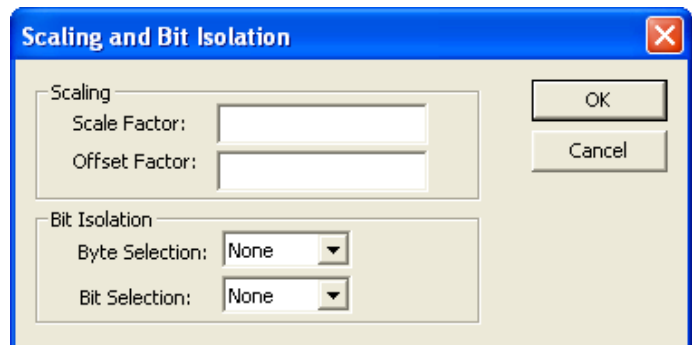 Scaling and Bit Isolation
Scaling
Scale Factor:
Offset Factor:
OK
Cancel
Bit Isolation
Byte Selection: None
Bit Selection: None